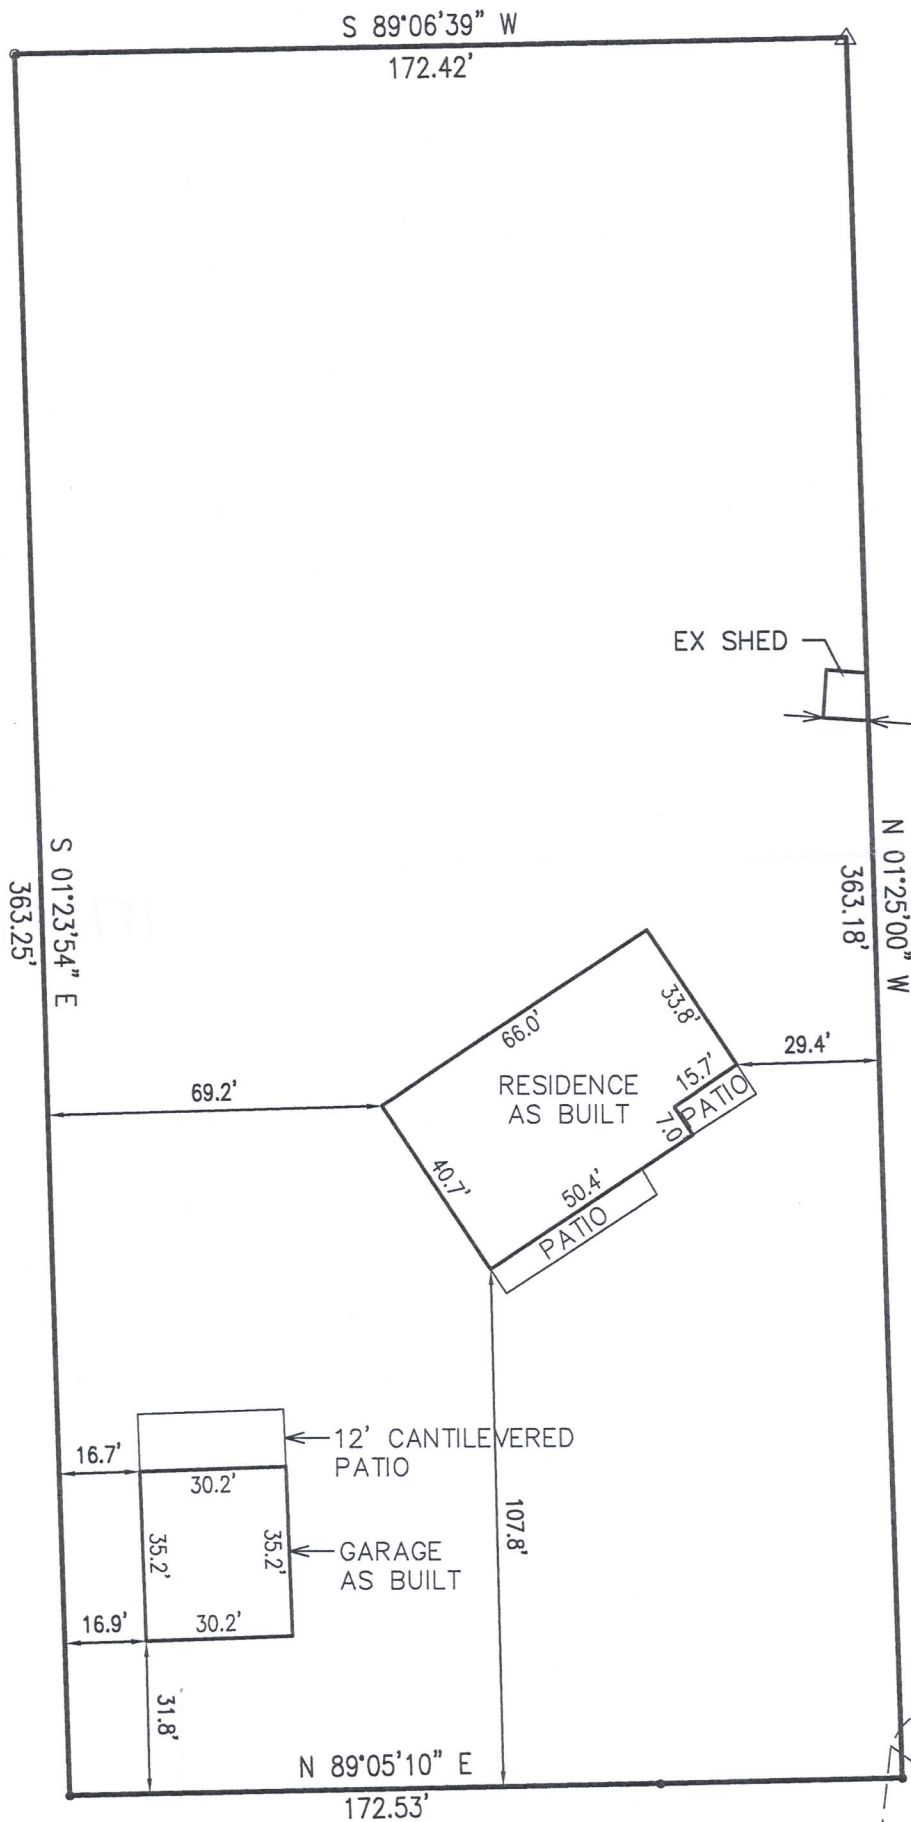 S 89°06'39" W
172.42'
EX SHED
N 01°25'00" W
363.18'
S 01°23'54" E
363.25'
33.8'
66.0'
29.4'
15.7'
69.2'
RESIDENCE
AS BUILT
PATIO
7.0'
40.7'
50.4'
PATIO
12' CANTILEVERED
PATIO
16.7'
30.2'
107.8'
35.2'
35.2'
GARAGE
AS BUILT
16.9'
30.2'
31.8'
N 89°05'10" E
172.53'